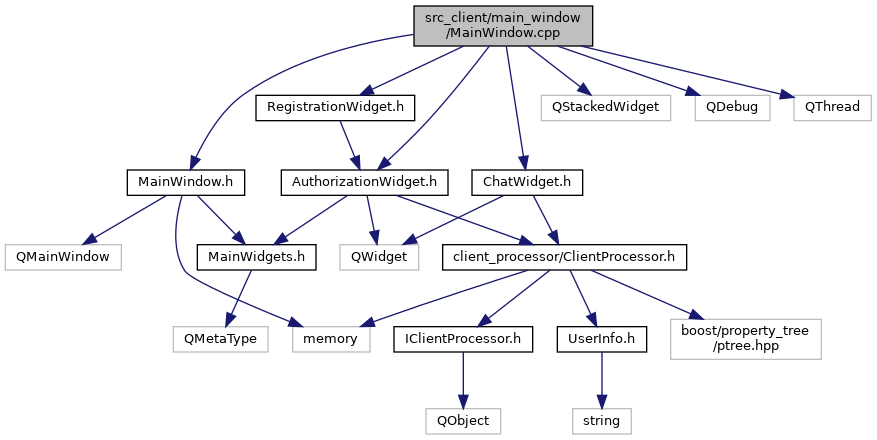 src_client/main_window
/MainWindow.cpp
RegistrationWidget.h
QStackedWidget
QDebug
QThread
MainWindow.h
AuthorizationWidget.h
ChatWidget.h
QMainWindow
MainWidgets.h
QWidget
client_processor/ClientProcessor.h
QMetaType
memory
IClientProcessor.h
UserInfo.h
boost/property_tree
/ptree.hpp
QObject
string